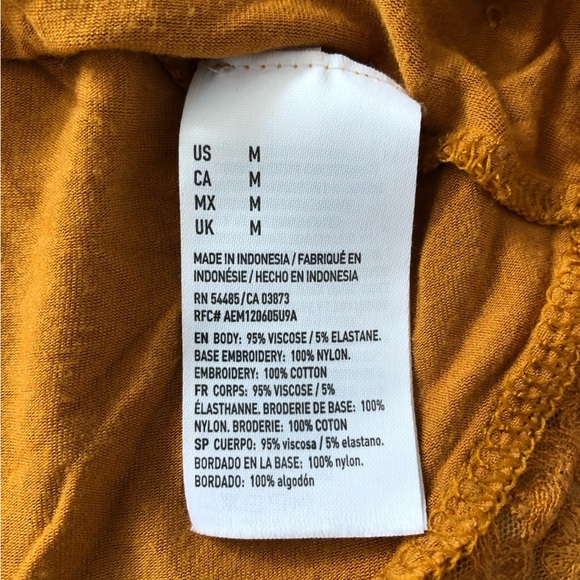 US M
CA M
MX M
UK M
MADE IN INDONESIA / FABRIQUÉ EN
INDONÉSIE / HECHO EN INDONESIA
RN 54485/CA 03873
RFC# AEM120605U9A
EN BODY: 95% VISCOSE / 5% ELASTANE.
BASE EMBROIDERY: 100% NYLON.
EMBROIDERY: 100% COTTON
FR CORPS: 95% VISCOSE / 5%
ÉLASTHANNE. BRODERIE DE BASE: 100%
NYLON. BRODERIE: 100% COTON
SP CUERPO: 95% viscosa / 5% elastano.
BORDADO EN LA BASE: 100% nylon.
BORDADO: 100% algodón